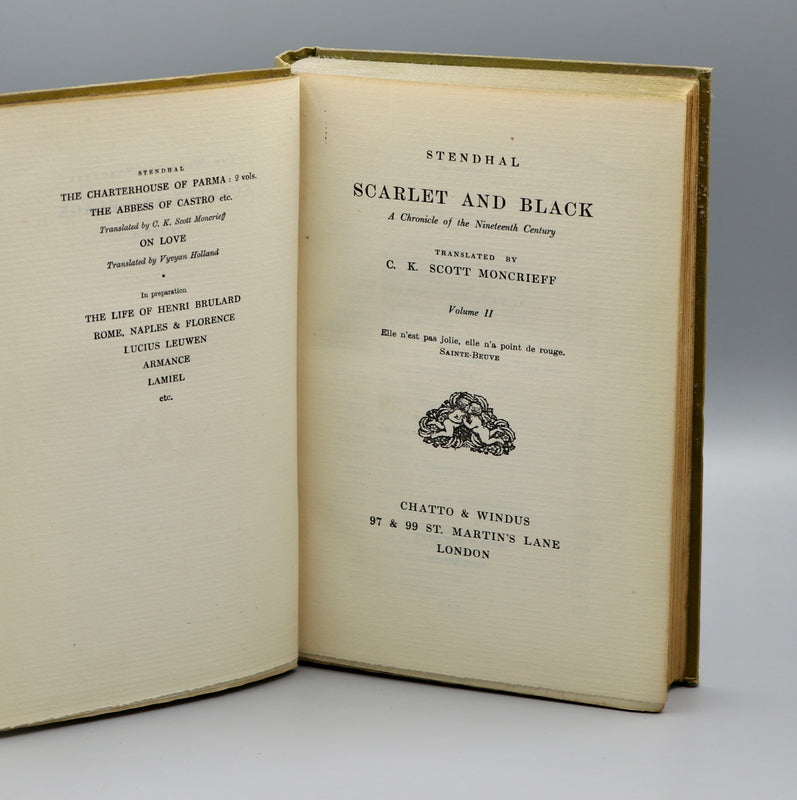 STENDHAL
THE CHARTERHOUSE OF PARMA: 2 vols.
THE ABBESS OF CASTRO etc.
Translated by C. K. Scott Moncrieff
ON LOVE
Translated by Vyvyan Holland
*
In preparation
THE LIFE OF HENRI BRULARD
ROME, NAPLES & FLORENCE
LUCIUS LEUWEN
ARMANCE
LAMIEL
etc.
STENDHAL
SCARLET AND BLACK
A Chronicle of the Nineteenth Century
TRANSLATED BY
C. K. SCOTT MONCRIEFF
Volume II
Elle n'est pas jolie, elle n'a point de rouge.
SAINTE-BEUVE
CHATTO & WINDUS
97 & 99 ST. MARTIN'S LANE
LONDON